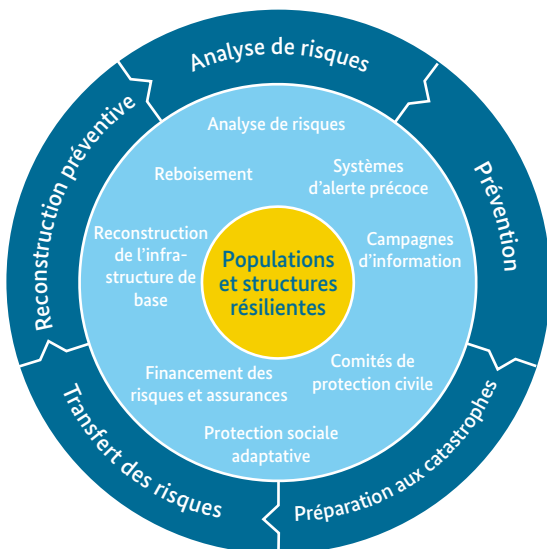 Analyse de risques
Prévention
Préparation aux catastrophes
Transfert des risques
Reconstruction préventive
Analyse de risques
Systèmes
d’alerte précoce
Campagnes
d’information
Comités de
protection civile
Protection sociale
adaptative
Financement des
risques et assurances
Reconstruction
de l’infra-
structure de
base
Reboisement
Populations
et structures
résilientes